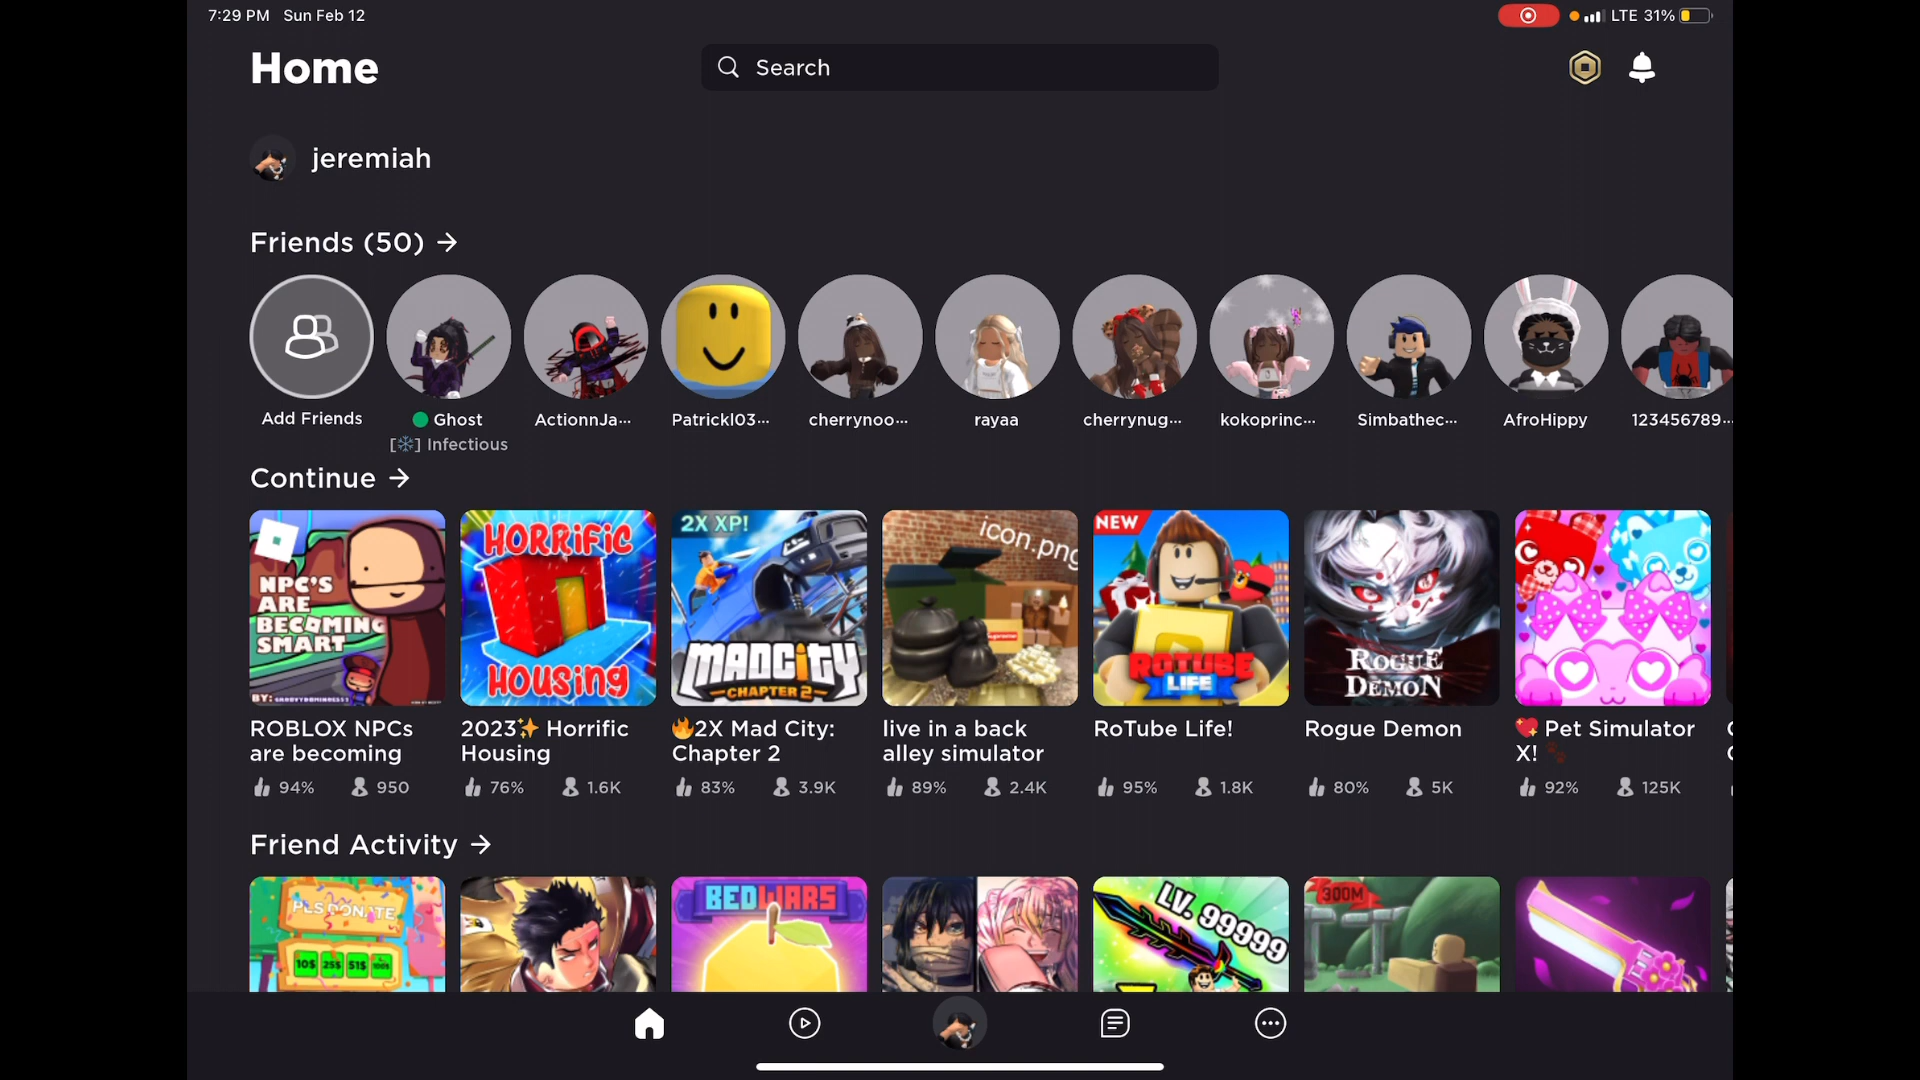 7:29 PM Sun Feb 12
LTE 31%
Home
Search
jeremiah
Friends (50)
Add Friends
Ghost
ActionnJa...
Patrickl03...
cherrynoo...
rayaa
cherrynug...
kokoprinc...
Simbathec...
AfroHippy
123456789...
[❄] Infectious
Continue
NPC'S
ARE
BECOMING
SMART
HORRIFIC
HOUSING
2X XP!
MADCITY
CHAPTER 2
icon.png
NEW
ROTUBE
LIFE
ROGUE
DEMON
ROBLOX NPCs
are becoming
2023✨ Horrific
Housing
🔥2X Mad City:
Chapter 2
live in a back
alley simulator
RoTube Life!
Rogue Demon
💖 Pet Simulator
X! 🐾
94% 950
76% 1.6K
83% 3.9K
89% 2.4K
95% 1.8K
80% 5K
92% 125K
Friend Activity
PLS DONATE
10$ 25$ 51$ 100$
BEDWARS
LV. 99999
300M